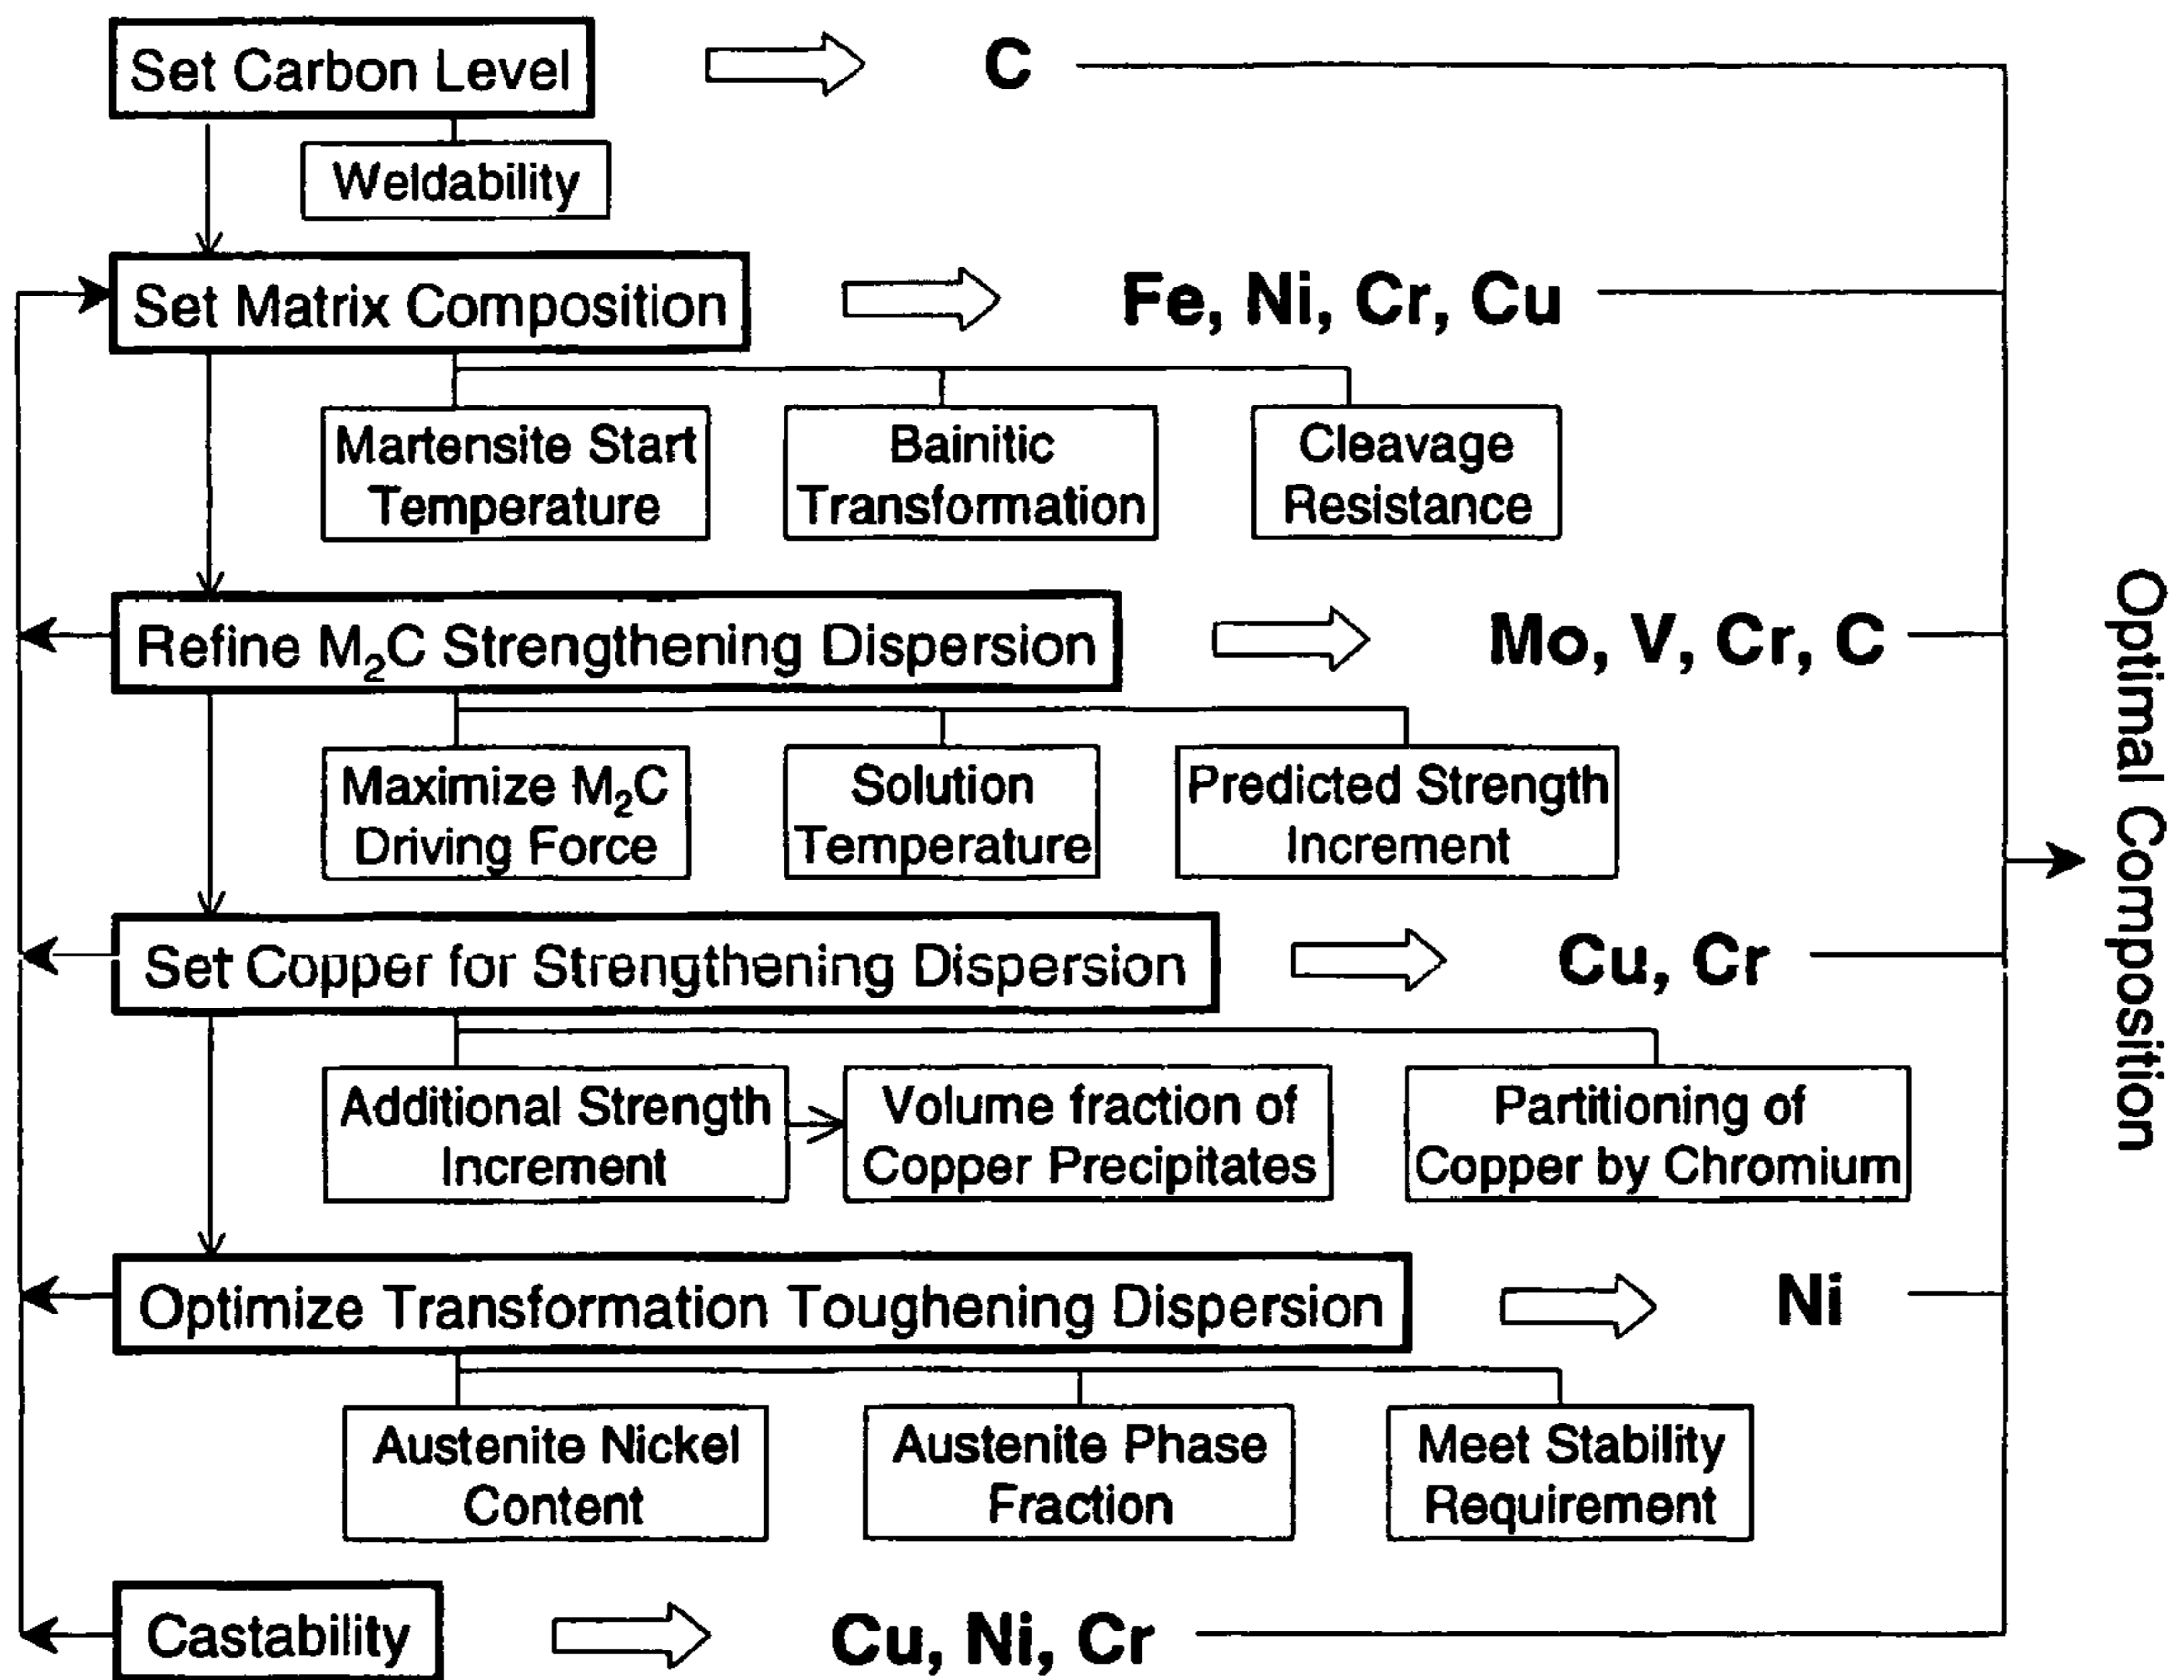 Set Carbon Level
C
Weldability
Set Matrix Composition
Fe, Ni, Cr, Cu
Martensite Start
Temperature
Bainitic
Transformation
Cleavage
Resistance
Refine M₂C Strengthening Dispersion
Mo, V, Cr, C
Maximize M₂C
Driving Force
Solution
Temperature
Predicted Strength
Increment
Set Copper for Strengthening Dispersion
Cu, Cr
Additional Strength
Increment
Volume fraction of
Copper Precipitates
Partitioning of
Copper by Chromium
Optimize Transformation Toughening Dispersion
Ni
Austenite Nickel
Content
Austenite Phase
Fraction
Meet Stability
Requirement
Castability
Cu, Ni, Cr
Optimal Composition